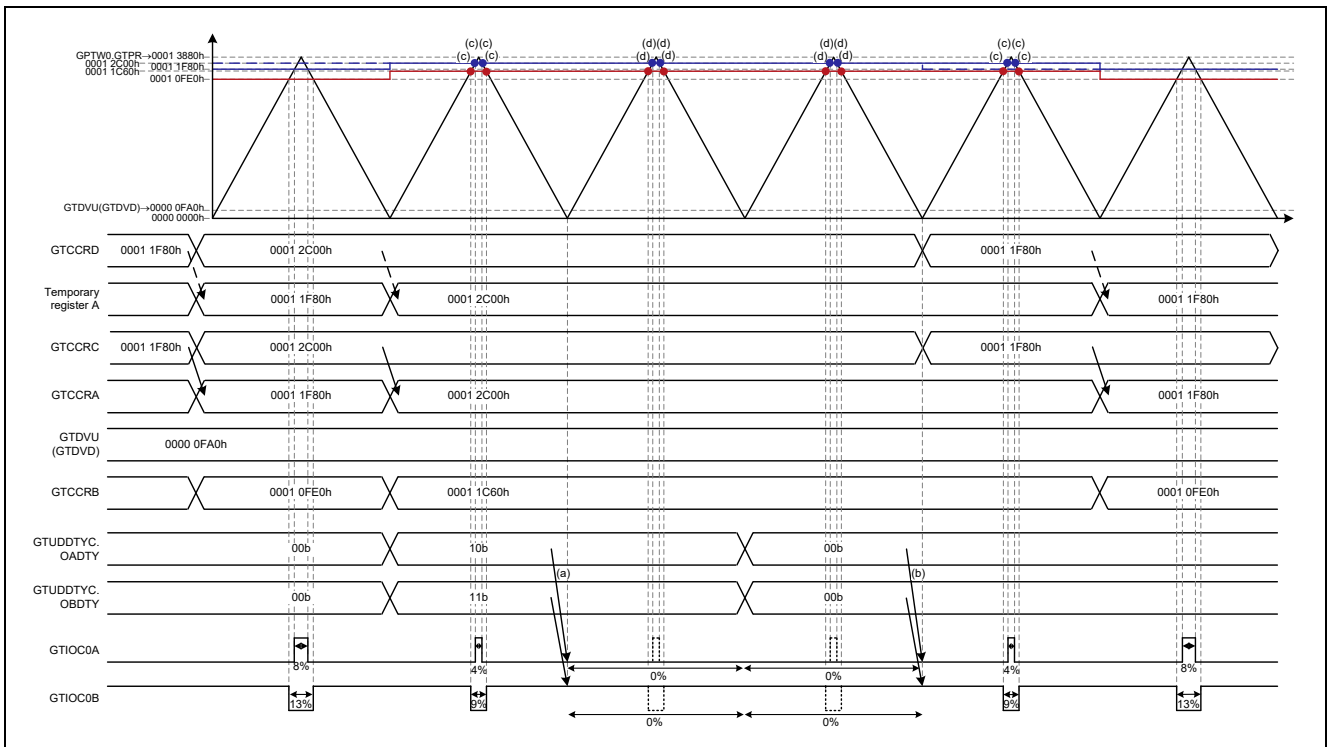 (c)(c) (d)(d) (d)(d) (c)(c)
GPTW0.GTPR→0001 3880h
(c) (c) (d) (d) (d) (d) (c) (c)
0001 2C00h 0001 1F80h
0001 1C60h
0001 0FE0h
GTDVU(GTDVD)→0000 0FA0h
0000 0000h
GTCCRD 0001 1F80h 0001 2C00h 0001 1F80h
Temporary
register A
0001 1F80h 0001 2C00h 0001 1F80h
GTCCRC 0001 1F80h 0001 2C00h 0001 1F80h
GTCCRA 0001 1F80h 0001 2C00h 0001 1F80h
GTDVU
(GTDVD)
0000 0FA0h
GTCCRB 0001 0FE0h 0001 1C60h 0001 0FE0h
GTUDDTYC.
OADTY
00b 10b 00b
(a) (b)
GTUDDTYC.
OBDTY
00b 11b 00b
GTIOC0A
8% 4% 0% 0% 4% 8%
GTIOC0B
13% 9% 9% 13%
0% 0%